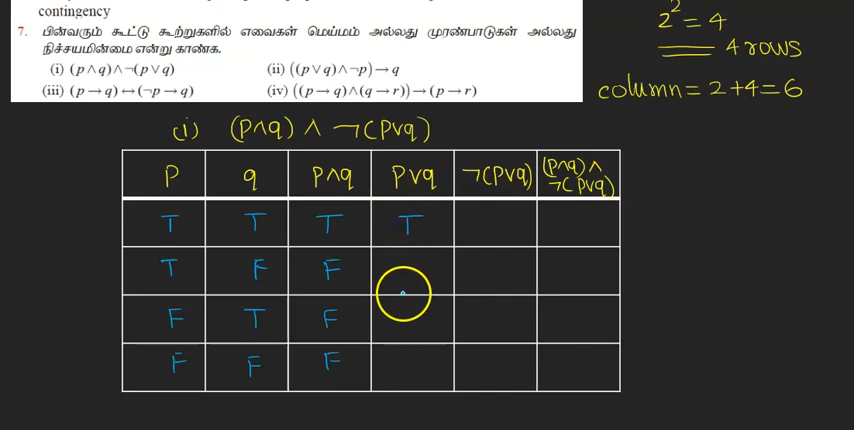 contingency
7. பின்வரும் கூட்டு கூற்றுகளில் எவைகள் மெய்மம் அல்லது முரண்பாடுகள் அல்லது
நிச்சயமின்மை என்று காண்க.
(i) (p ∧ q) ∧ ¬(p ∨ q) (ii) ((p ∨ q) ∧ ¬p) → q
(iii) (p → q) ↔ (¬p → q) (iv) ((p → q) ∧ (q → r)) → (p → r)
2² = 4
4 rows
column = 2+4 = 6
(i) (p∧q) ∧ ¬(p∨q)
p q p∧q p∨q ¬(p∨q) (p∧q) ∧
¬(p∨q)
T T T T
T F F
F T F
F F F